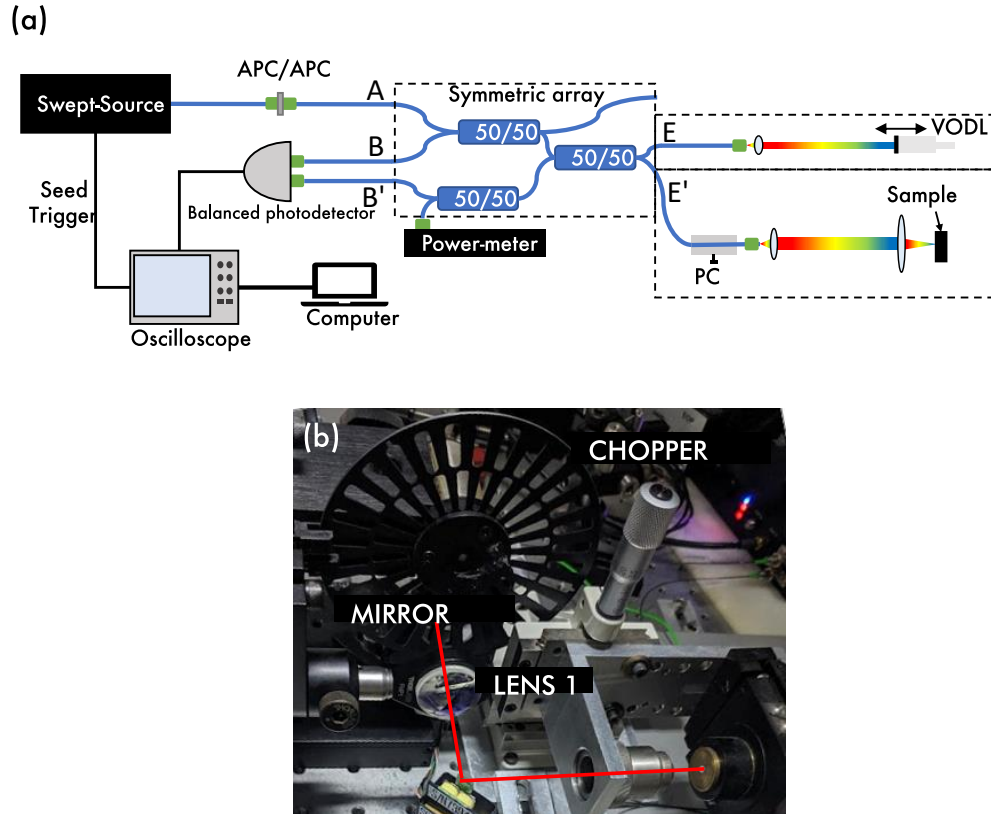 (a)
APC/APC
Swept-Source
A
Symmetric array
50/50
B
50/50
E
VODL
Seed
Trigger
Balanced photodetector
B'
50/50
E'
Sample
Power-meter
PC
Computer
Oscilloscope
(b)
CHOPPER
MIRROR
LENS 1